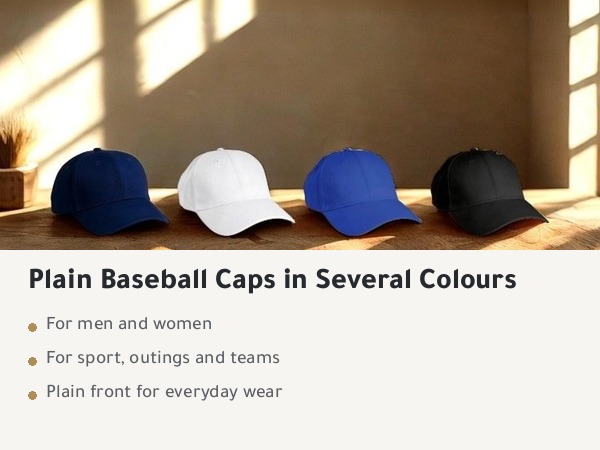 Plain Baseball Caps in Several Colours
For men and women
For sport, outings and teams
Plain front for everyday wear